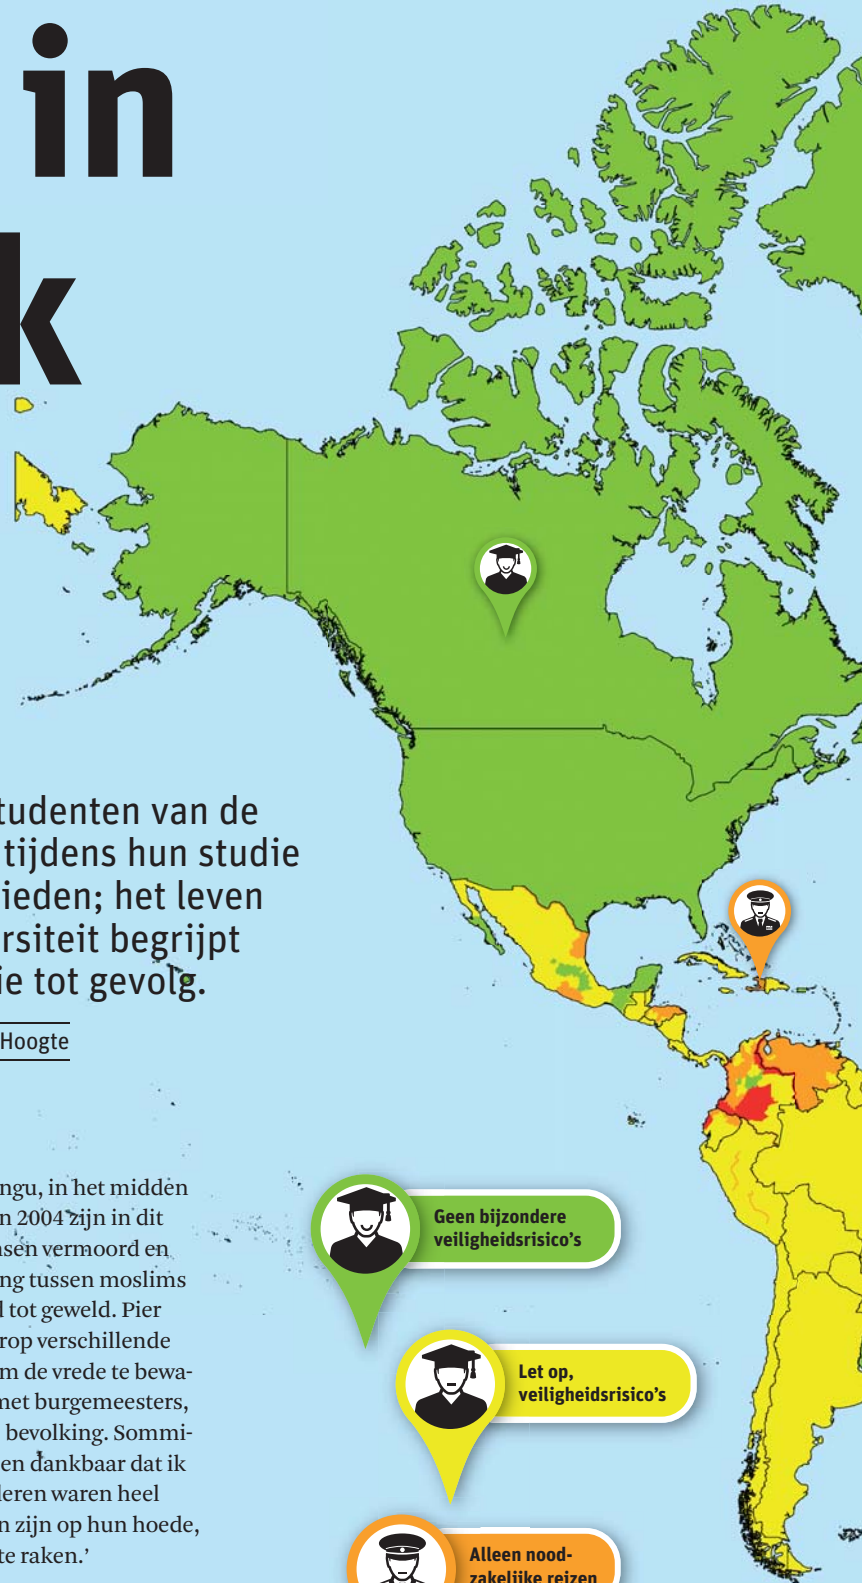 in
k
tudenten van de
tijdens hun studie
ieden; het leven
rsiteit begrijpt
ie tot gevolg.
Hoogte
ngu, in het midden
n 2004 zijn in dit
nsen vermoord en
ng tussen moslims
l tot geweld. Pier
rop verschillende
m de vrede te bewa-
met burgemeesters,
bevolking. Sommi-
en dankbaar dat ik
leren waren heel
n zijn op hun hoede,
te raken.’
Geen bijzondere
veiligheidsrisico’s
Let op,
veiligheidsrisico’s
Alleen nood-
zakelijke reizen